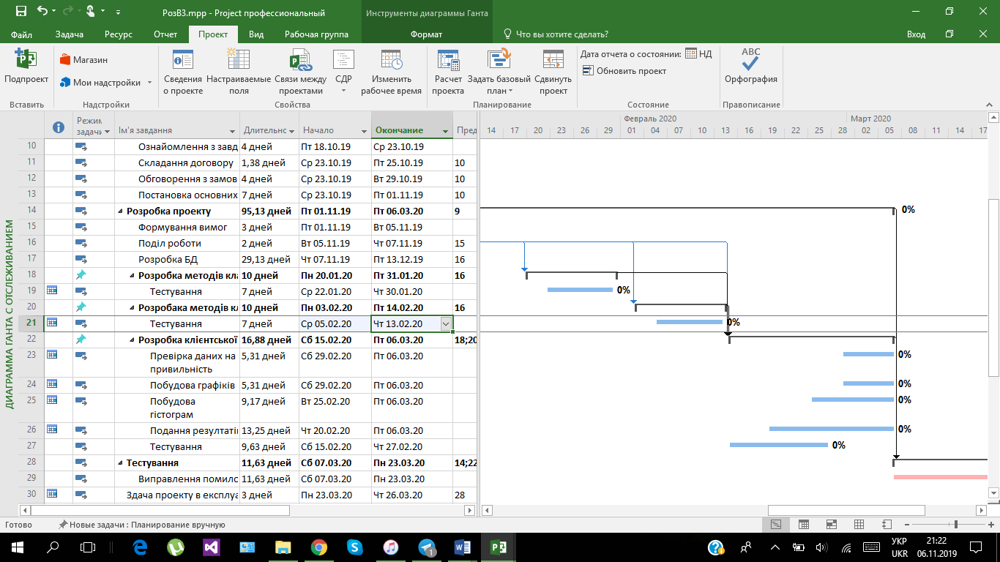 РозВЗ.mpp - Project профессиональный
Инструменты диаграммы Ганта
Файл Задача Ресурс Отчет Проект Вид Рабочая группа Формат Что вы хотите сделать? Вход
Подпроект
Магазин
Мои надстройки
Сведения о проекте
Настраиваемые поля
Связи между проектами
СДР
Изменить рабочее время
Расчет проекта
Задать базовый план
Сдвинуть проект
Дата отчета о состоянии: НД
Обновить проект
ABC
Орфография
Вставить Надстройки Свойства Планирование Состояние Правописание
ДИАГРАММА ГАНТА С ОТСЛЕЖИВАНИЕМ
Режим задачи Ім'я завдання Длительнс Начало Окончание Пред
Февраль 2020 Март 2020
14 17 20 23 26 29 01 04 07 10 13 16 19 22 25 28 02 05 08 11 14 17
10 Ознайомлення з завд 4 дней Пт 18.10.19 Ср 23.10.19
11 Складання договору 1,38 дней Ср 23.10.19 Пт 25.10.19 10
12 Обговорення з замов 4 дней Ср 23.10.19 Вт 29.10.19 10
13 Постановка основних 7 дней Ср 23.10.19 Пт 01.11.19 10
14 Розробка проекту 95,13 дней Пт 01.11.19 Пт 06.03.20 9 0%
15 Формування вимог 3 дней Пт 01.11.19 Вт 05.11.19
16 Поділ роботи 2 дней Вт 05.11.19 Чт 07.11.19 15
17 Розробка БД 29,13 дней Чт 07.11.19 Пт 13.12.19 16
18 Розробка методів кла 10 дней Пн 20.01.20 Пт 31.01.20 16
19 Тестування 7 дней Ср 22.01.20 Чт 30.01.20 0%
20 Розробака методів кл 10 дней Пн 03.02.20 Пт 14.02.20 16
21 Тестування 7 дней Ср 05.02.20 Чт 13.02.20 0%
22 Розробка клієнтської 16,88 дней Сб 15.02.20 Пт 06.03.20 18;20
23 Превірка даних на 5,31 дней Сб 29.02.20 Пт 06.03.20 0%
привильність
24 Побудова графіків 5,31 дней Сб 29.02.20 Пт 06.03.20 0%
25 Побудова 9,17 дней Вт 25.02.20 Пт 06.03.20 0%
гістограм
26 Подання резултаті 13,25 дней Чт 20.02.20 Пт 06.03.20 0%
27 Тестування 9,63 дней Сб 15.02.20 Чт 27.02.20 0%
28 Тестування 11,63 дней Сб 07.03.20 Пн 23.03.20 14;22
29 Виправлення помило 11,63 дней Сб 07.03.20 Пн 23.03.20
30 Здача проекту в експлуа 3 дней Пн 23.03.20 Чт 26.03.20 28
Готово Новые задачи : Планирование вручную
УКР 21:22
UKR 06.11.2019